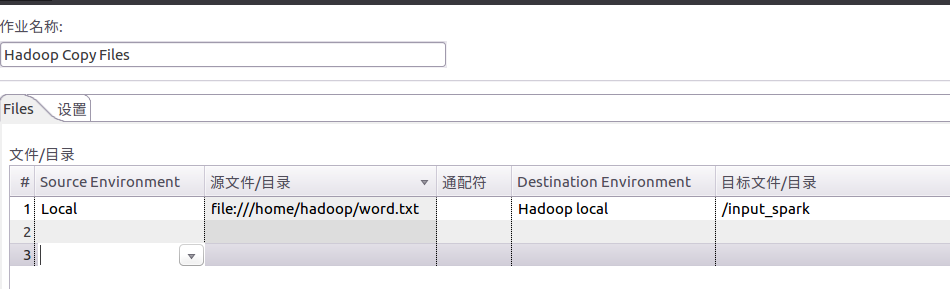 作业名称:
Hadoop Copy Files
Files 设置
文件/目录
# Source Environment 源文件/目录 通配符 Destination Environment 目标文件/目录
1 Local file:///home/hadoop/word.txt Hadoop local /input_spark
2
3